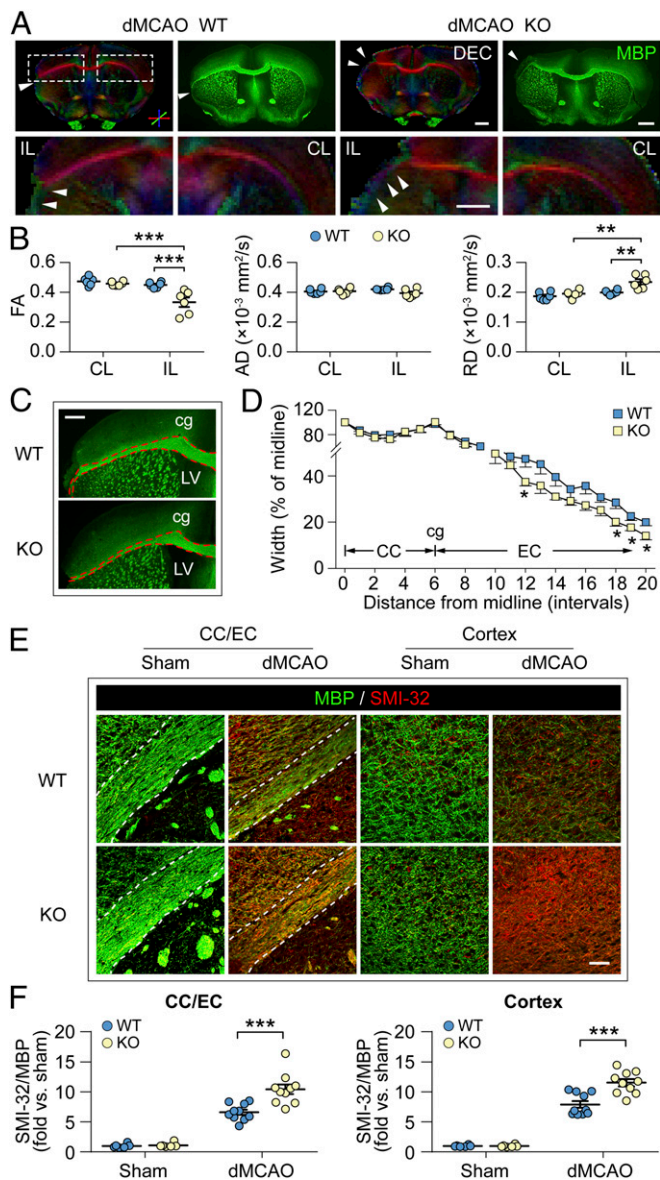 A
dMCAO WT
dMCAO KO
DEC
MBP
IL
CL
IL
CL
B
WT KO
***
***
**
**
FA
0.6
0.4
0.2
0.0
CL IL
AD (×10⁻³ mm²/s)
0.6
0.4
0.2
0.0
CL IL
RD (×10⁻³ mm²/s)
0.6
0.4
0.2
0.0
CL IL
C
WT
cg
LV
KO
cg
LV
D
WT
KO
Width (% of midline)
120
80
40
20
0
cg
CC
EC
*
* * *
0 2 4 6 8 10 12 14 16 18 20
Distance from midline (intervals)
E
CC/EC
Cortex
Sham dMCAO Sham dMCAO
MBP / SMI-32
WT
KO
F
CC/EC
WT
KO
***
SMI-32/MBP
(fold vs. sham)
20
15
10
5
0
Sham dMCAO
Cortex
WT
KO
***
SMI-32/MBP
(fold vs. sham)
20
15
10
5
0
Sham dMCAO